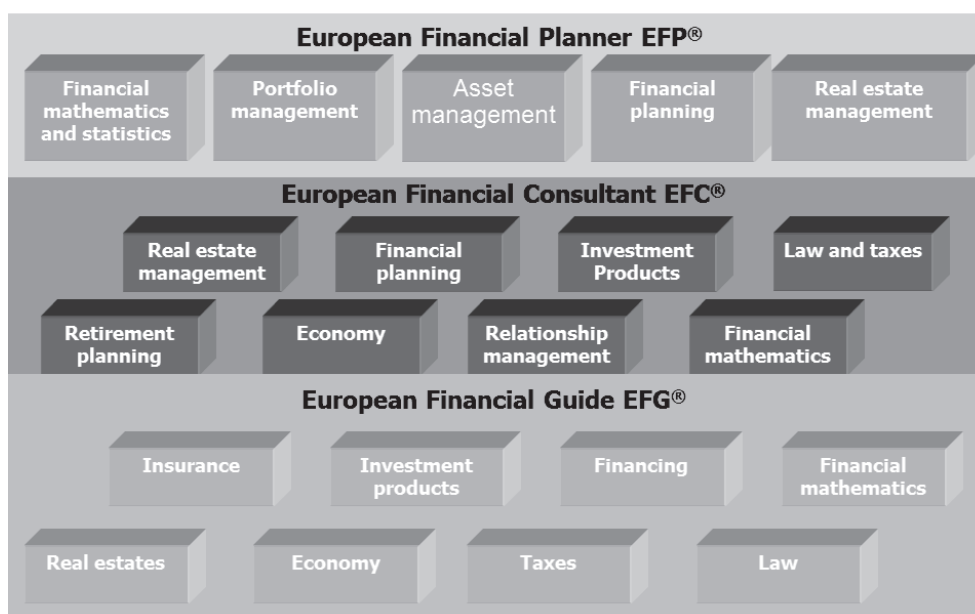 European Financial Planner EFP®
Financial
mathematics
and statistics
Portfolio
management
Asset
management
Financial
planning
Real estate
management
European Financial Consultant EFC®
Real estate
management
Financial
planning
Investment
Products
Law and taxes
Retirement
planning
Economy
Relationship
management
Financial
mathematics
European Financial Guide EFG®
Insurance
Investment
products
Financing
Financial
mathematics
Real estates
Economy
Taxes
Law